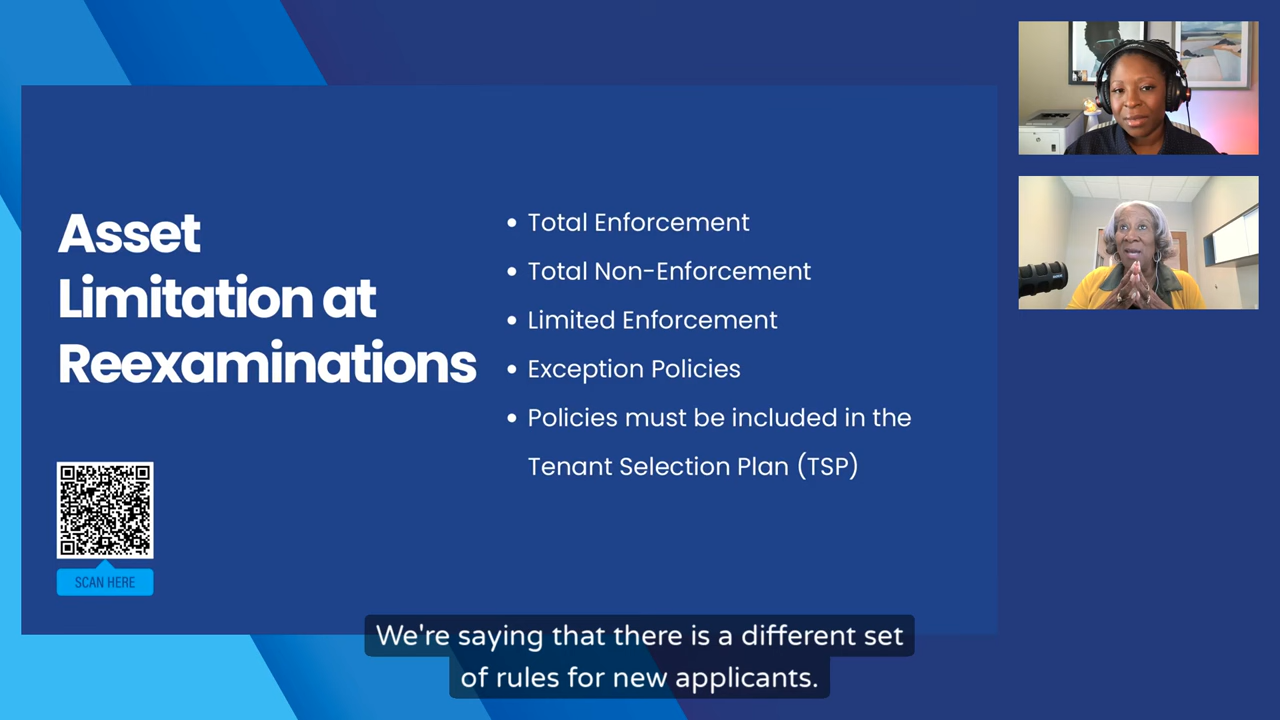 Asset
Limitation at
Reexaminations
• Total Enforcement
• Total Non-Enforcement
• Limited Enforcement
• Exception Policies
• Policies must be included in the
Tenant Selection Plan (TSP)
SCAN HERE
We're saying that there is a different set
of rules for new applicants.